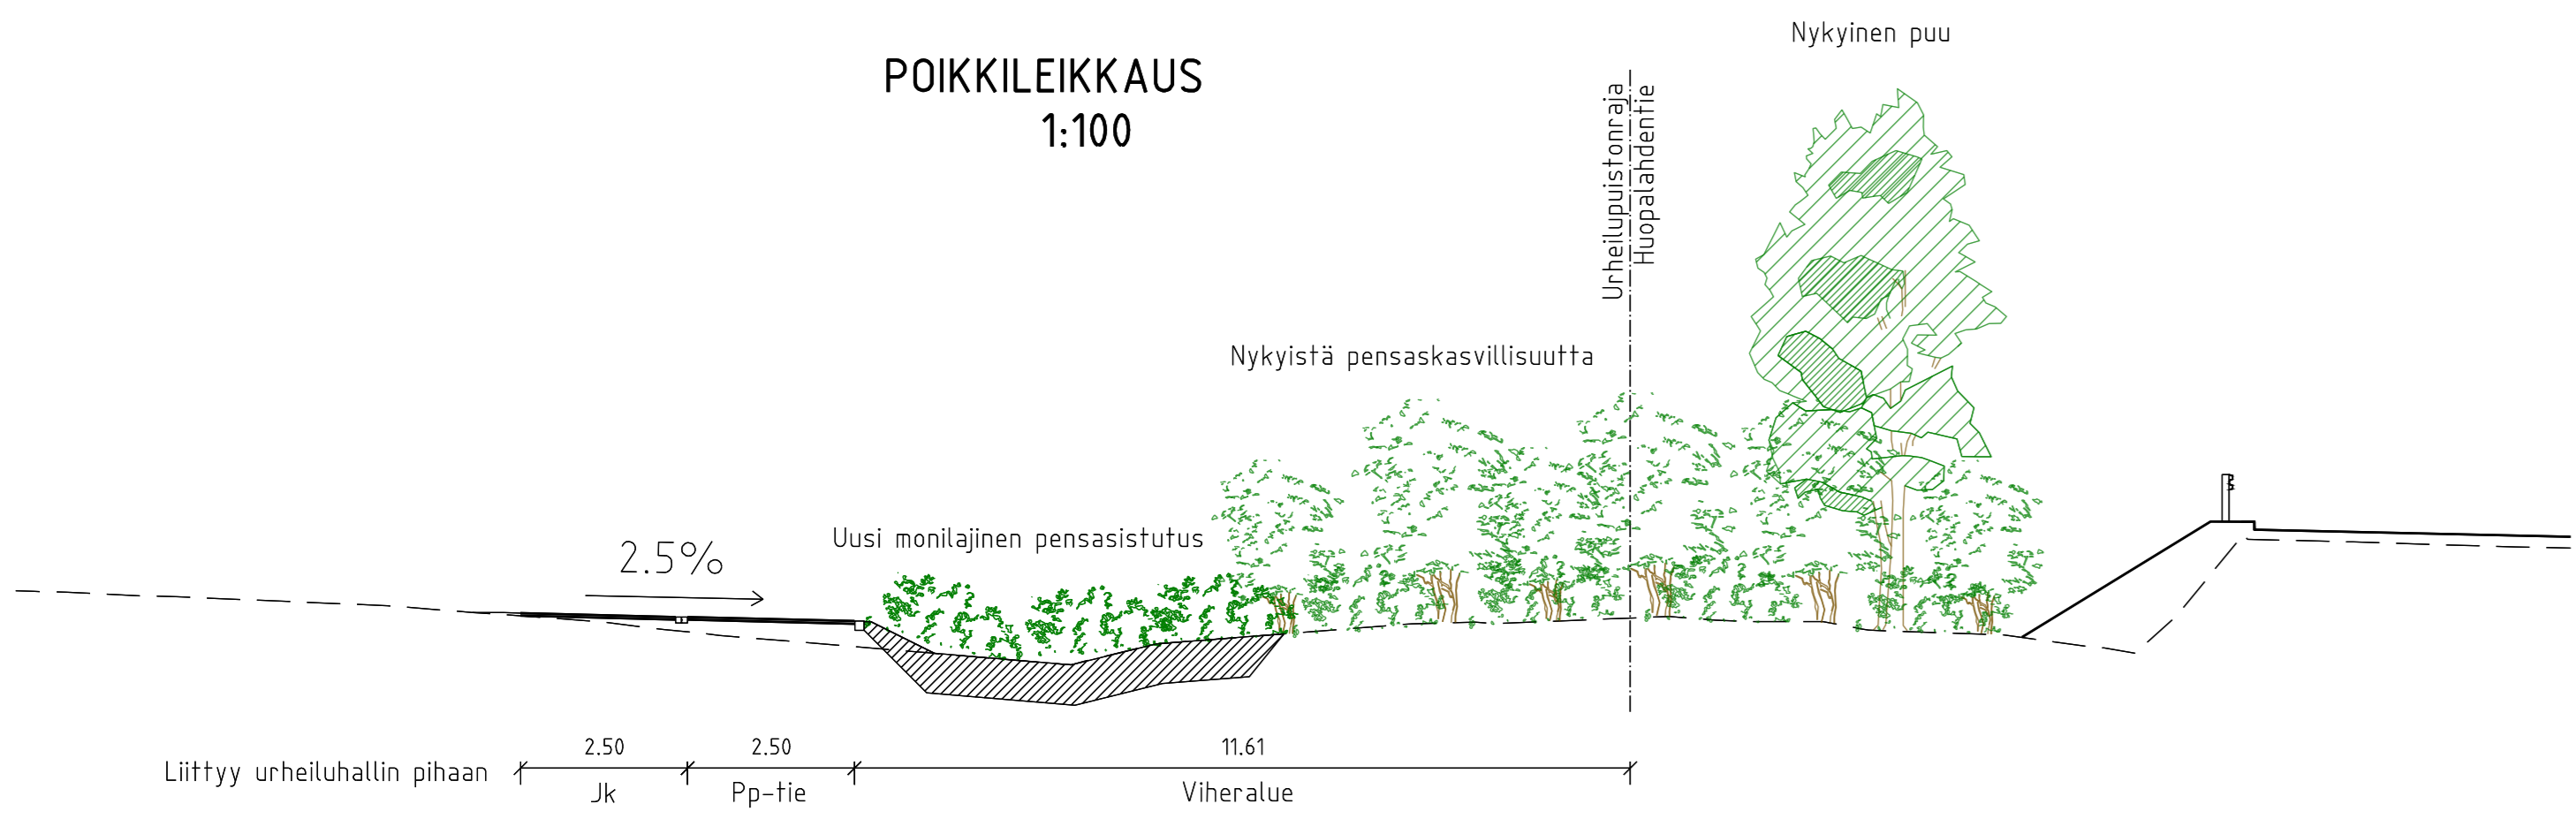 Nykyinen puu
POIKKILEIKKAUS
1:100
Urheilupuistonraja
Huopalahdentie
Nykyistä pensaskasvillisuutta
Uusi monilajinen pensasistutus
2.5%
2.50
2.50
11.61
Liittyy urheiluhallin pihaan
Jk
Pp-tie
Viheralue